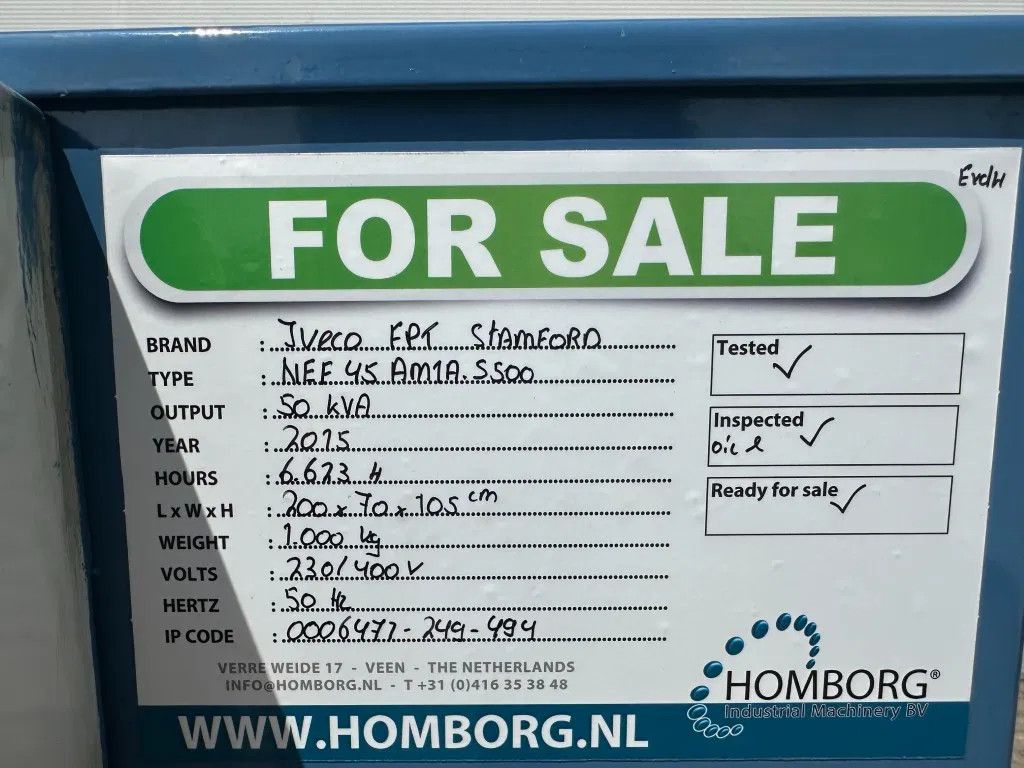 EvdH
FOR SALE
BRAND : Iveco FPT STAMFORD
TYPE : NEF 45 AM1A.S500
OUTPUT : 50 kVA
YEAR : 2015
HOURS : 6.623 H
L x W x H : 200 x 70 x 105 cm
WEIGHT : 1.000 kg
VOLTS : 230/400 V
HERTZ : 50 Hz
IP CODE : 0006477-249-494
Tested ✓
Inspected ✓
Ready for sale ✓
VERRE WEIDE 17 - VEEN - THE NETHERLANDS
INFO@HOMBORG.NL - T +31 (0)416 35 38 48
HOMBORG®
Industrial Machinery BV
WWW.HOMBORG.NL